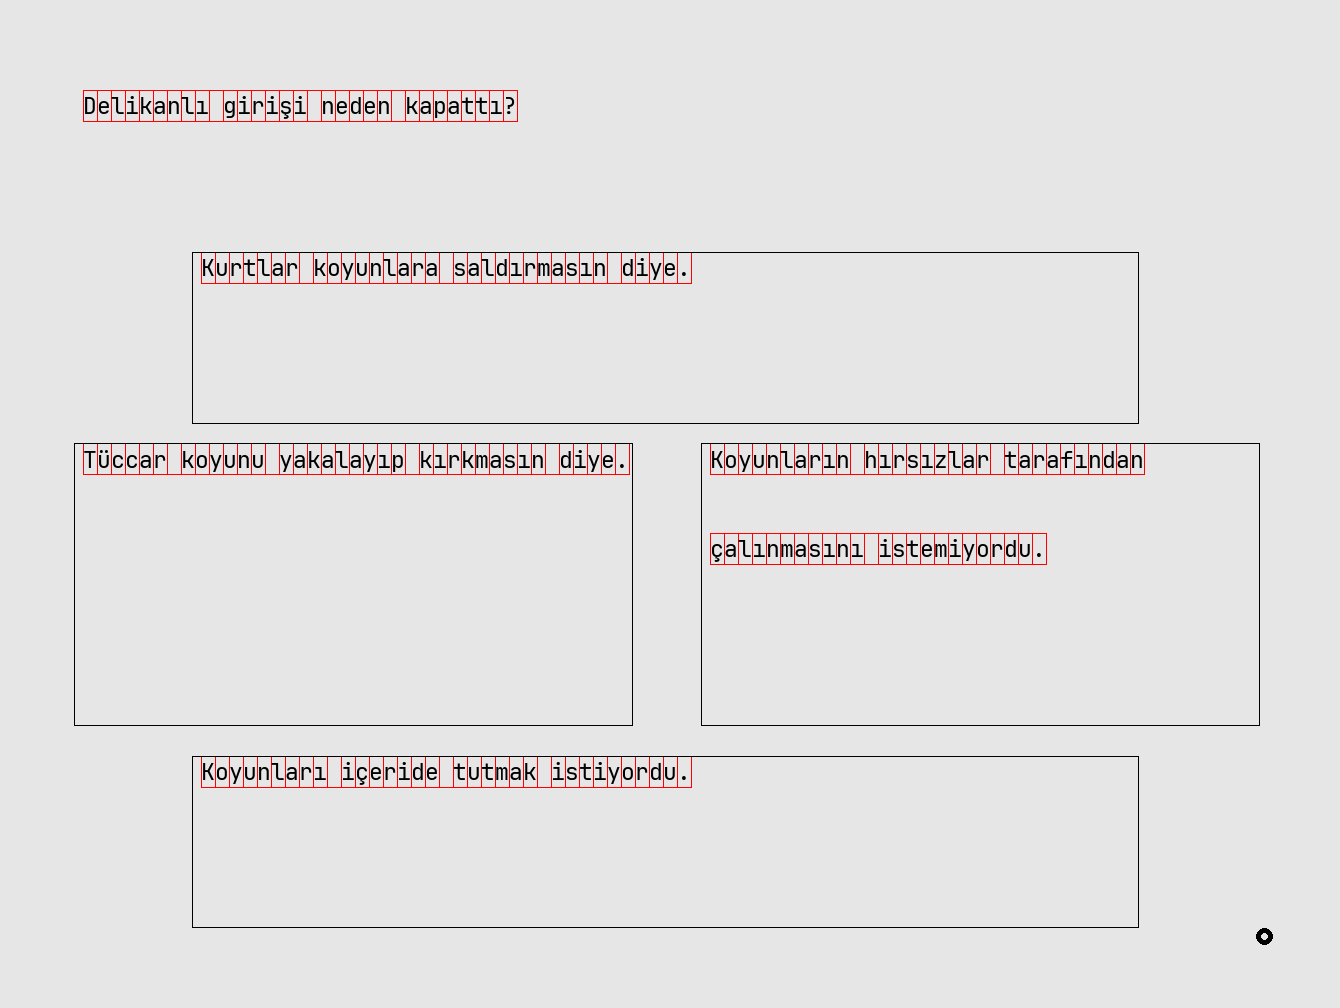 Delikanlı girişi neden kapattı?
Kurtlar koyunlara saldırmasın diye.
Tüccar koyunu yakalayıp kırkmasın diye.
Koyunların hırsızlar tarafından
çalınmasını istemiyordu.
Koyunları içeride tutmak istiyordu.